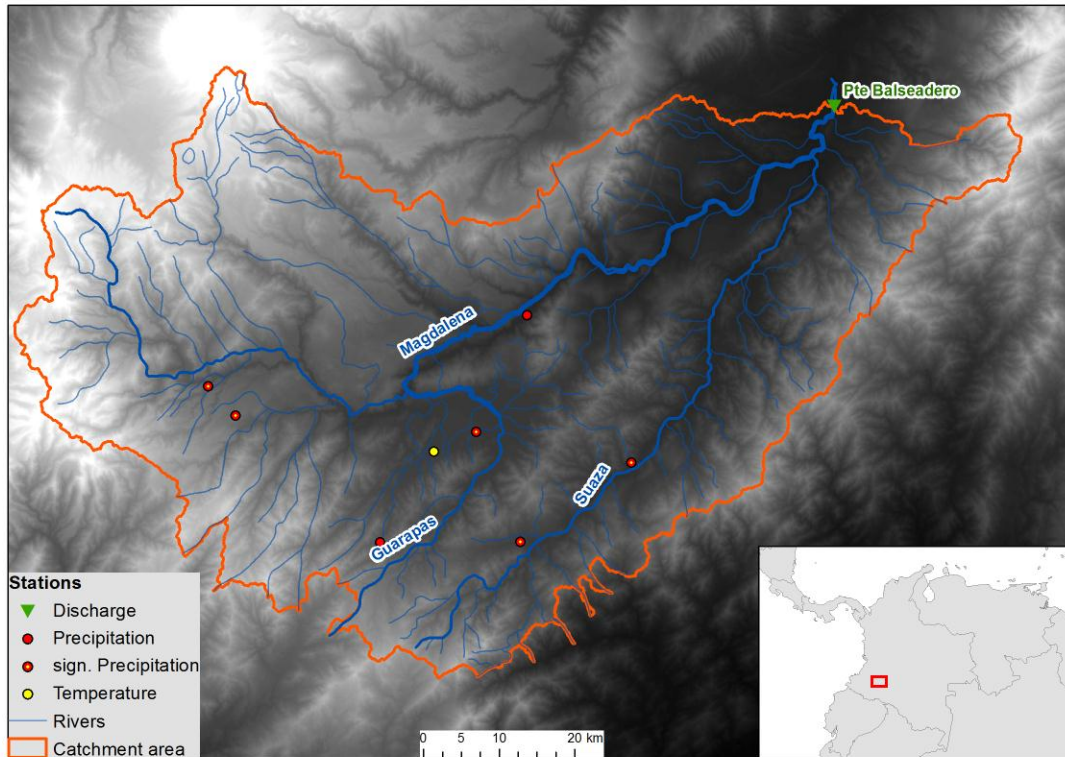 Pte Balseadero
Magdalena
Suaza
Guarapas
Stations
Discharge
Precipitation
sign. Precipitation
Temperature
Rivers
Catchment area
0 5 10 20 km